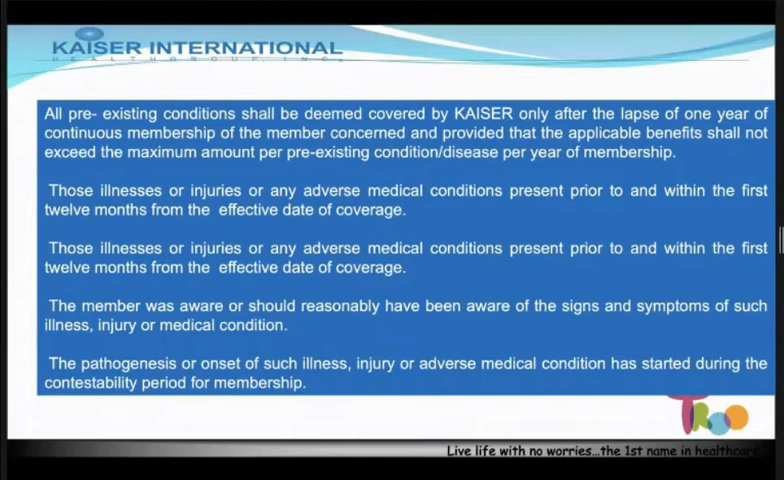 KAISER INTERNATIONAL
HEALTHGROUP, INC.
All pre- existing conditions shall be deemed covered by KAISER only after the lapse of one year of
continuous membership of the member concerned and provided that the applicable benefits shall not
exceed the maximum amount per pre-existing condition/disease per year of membership.
Those illnesses or injuries or any adverse medical conditions present prior to and within the first
twelve months from the effective date of coverage.
Those illnesses or injuries or any adverse medical conditions present prior to and within the first
twelve months from the effective date of coverage.
The member was aware or should reasonably have been aware of the signs and symptoms of such
illness, injury or medical condition.
The pathogenesis or onset of such illness, injury or adverse medical condition has started during the
contestability period for membership.
Live life with no worries...the 1st name in healthcare